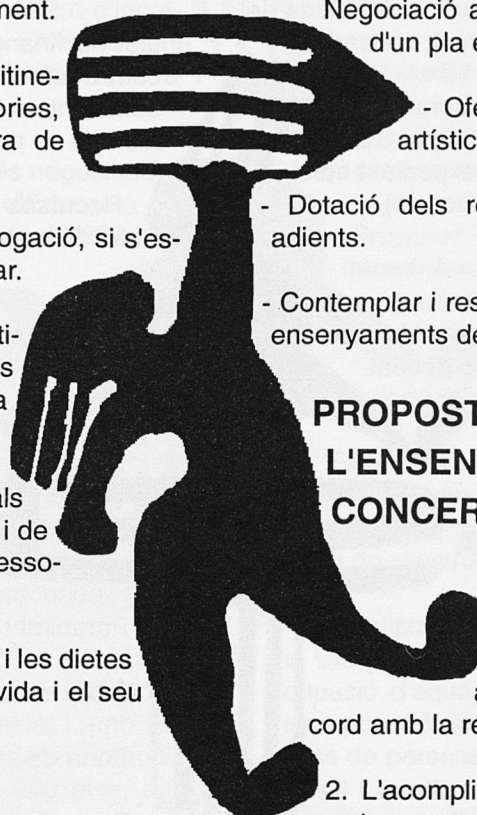 ment.
itine-
ories,
ra de
ogació, si s'es-
ar.
ti-
s
a
als
i de
esso-
i les dietes
vida i el seu
Negociació a
d'un pla e
- Ofe
artístic
- Dotació dels re
adients.
- Contemplar i res
ensenyaments de
PROPOST
L'ENSEN
CONCER
a
cord amb la re
2. L'acompli